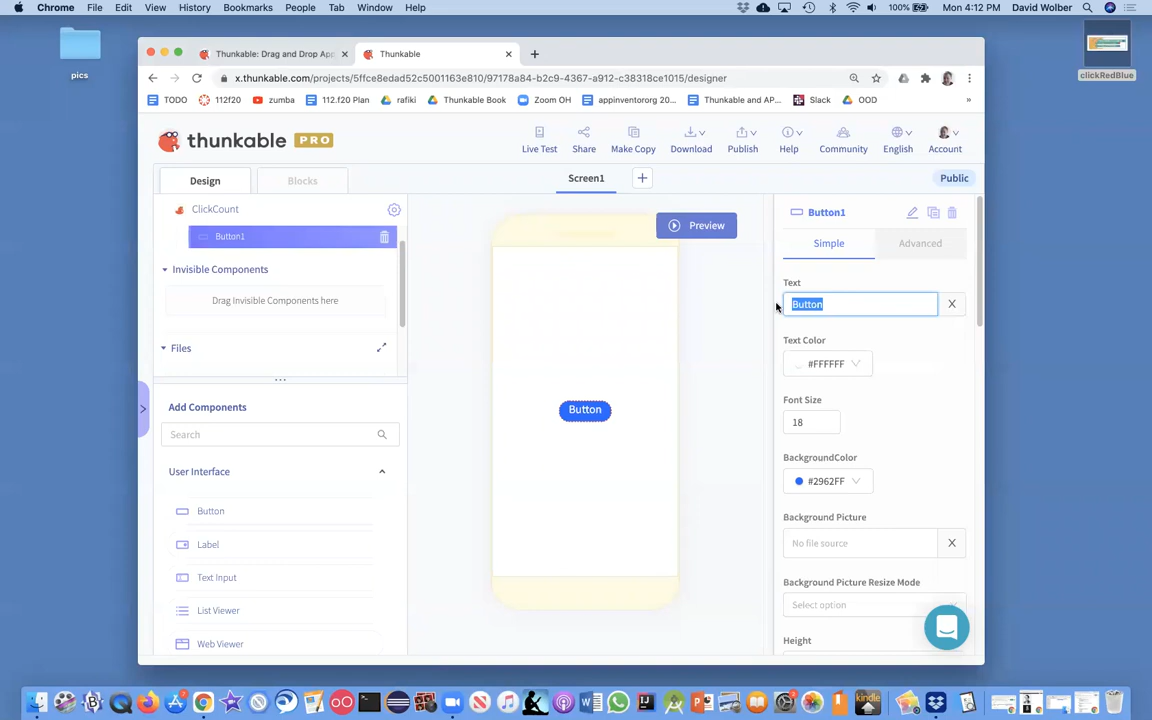 Chrome File Edit View History Bookmarks People Tab Window Help
100% Mon 4:12 PM David Wolber
pics
clickRedBlue
Thunkable: Drag and Drop App
Thunkable
x.thunkable.com/projects/5ffce8edad52c5001163e810/97178a84-b2c9-4367-a912-c38318ce1015/designer
TODO 112f20 zumba 112.f20 Plan rafiki Thunkable Book Zoom OH appinventorg 20... Thunkable and AP... Slack OOD »
thunkable PRO
Live Test Share Make Copy Download Publish Help Community English Account
Design Blocks
Screen1
Public
ClickCount
Button1
Invisible Components
Drag Invisible Components here
Files
Add Components
Search
User Interface
Button
Label
Text Input
List Viewer
Web Viewer
Preview
Button
Button1
Simple Advanced
Text
Button X
Text Color
#FFFFFF
Font Size
18
BackgroundColor
#2962FF
Background Picture
No file source X
Background Picture Resize Mode
Select option
Height